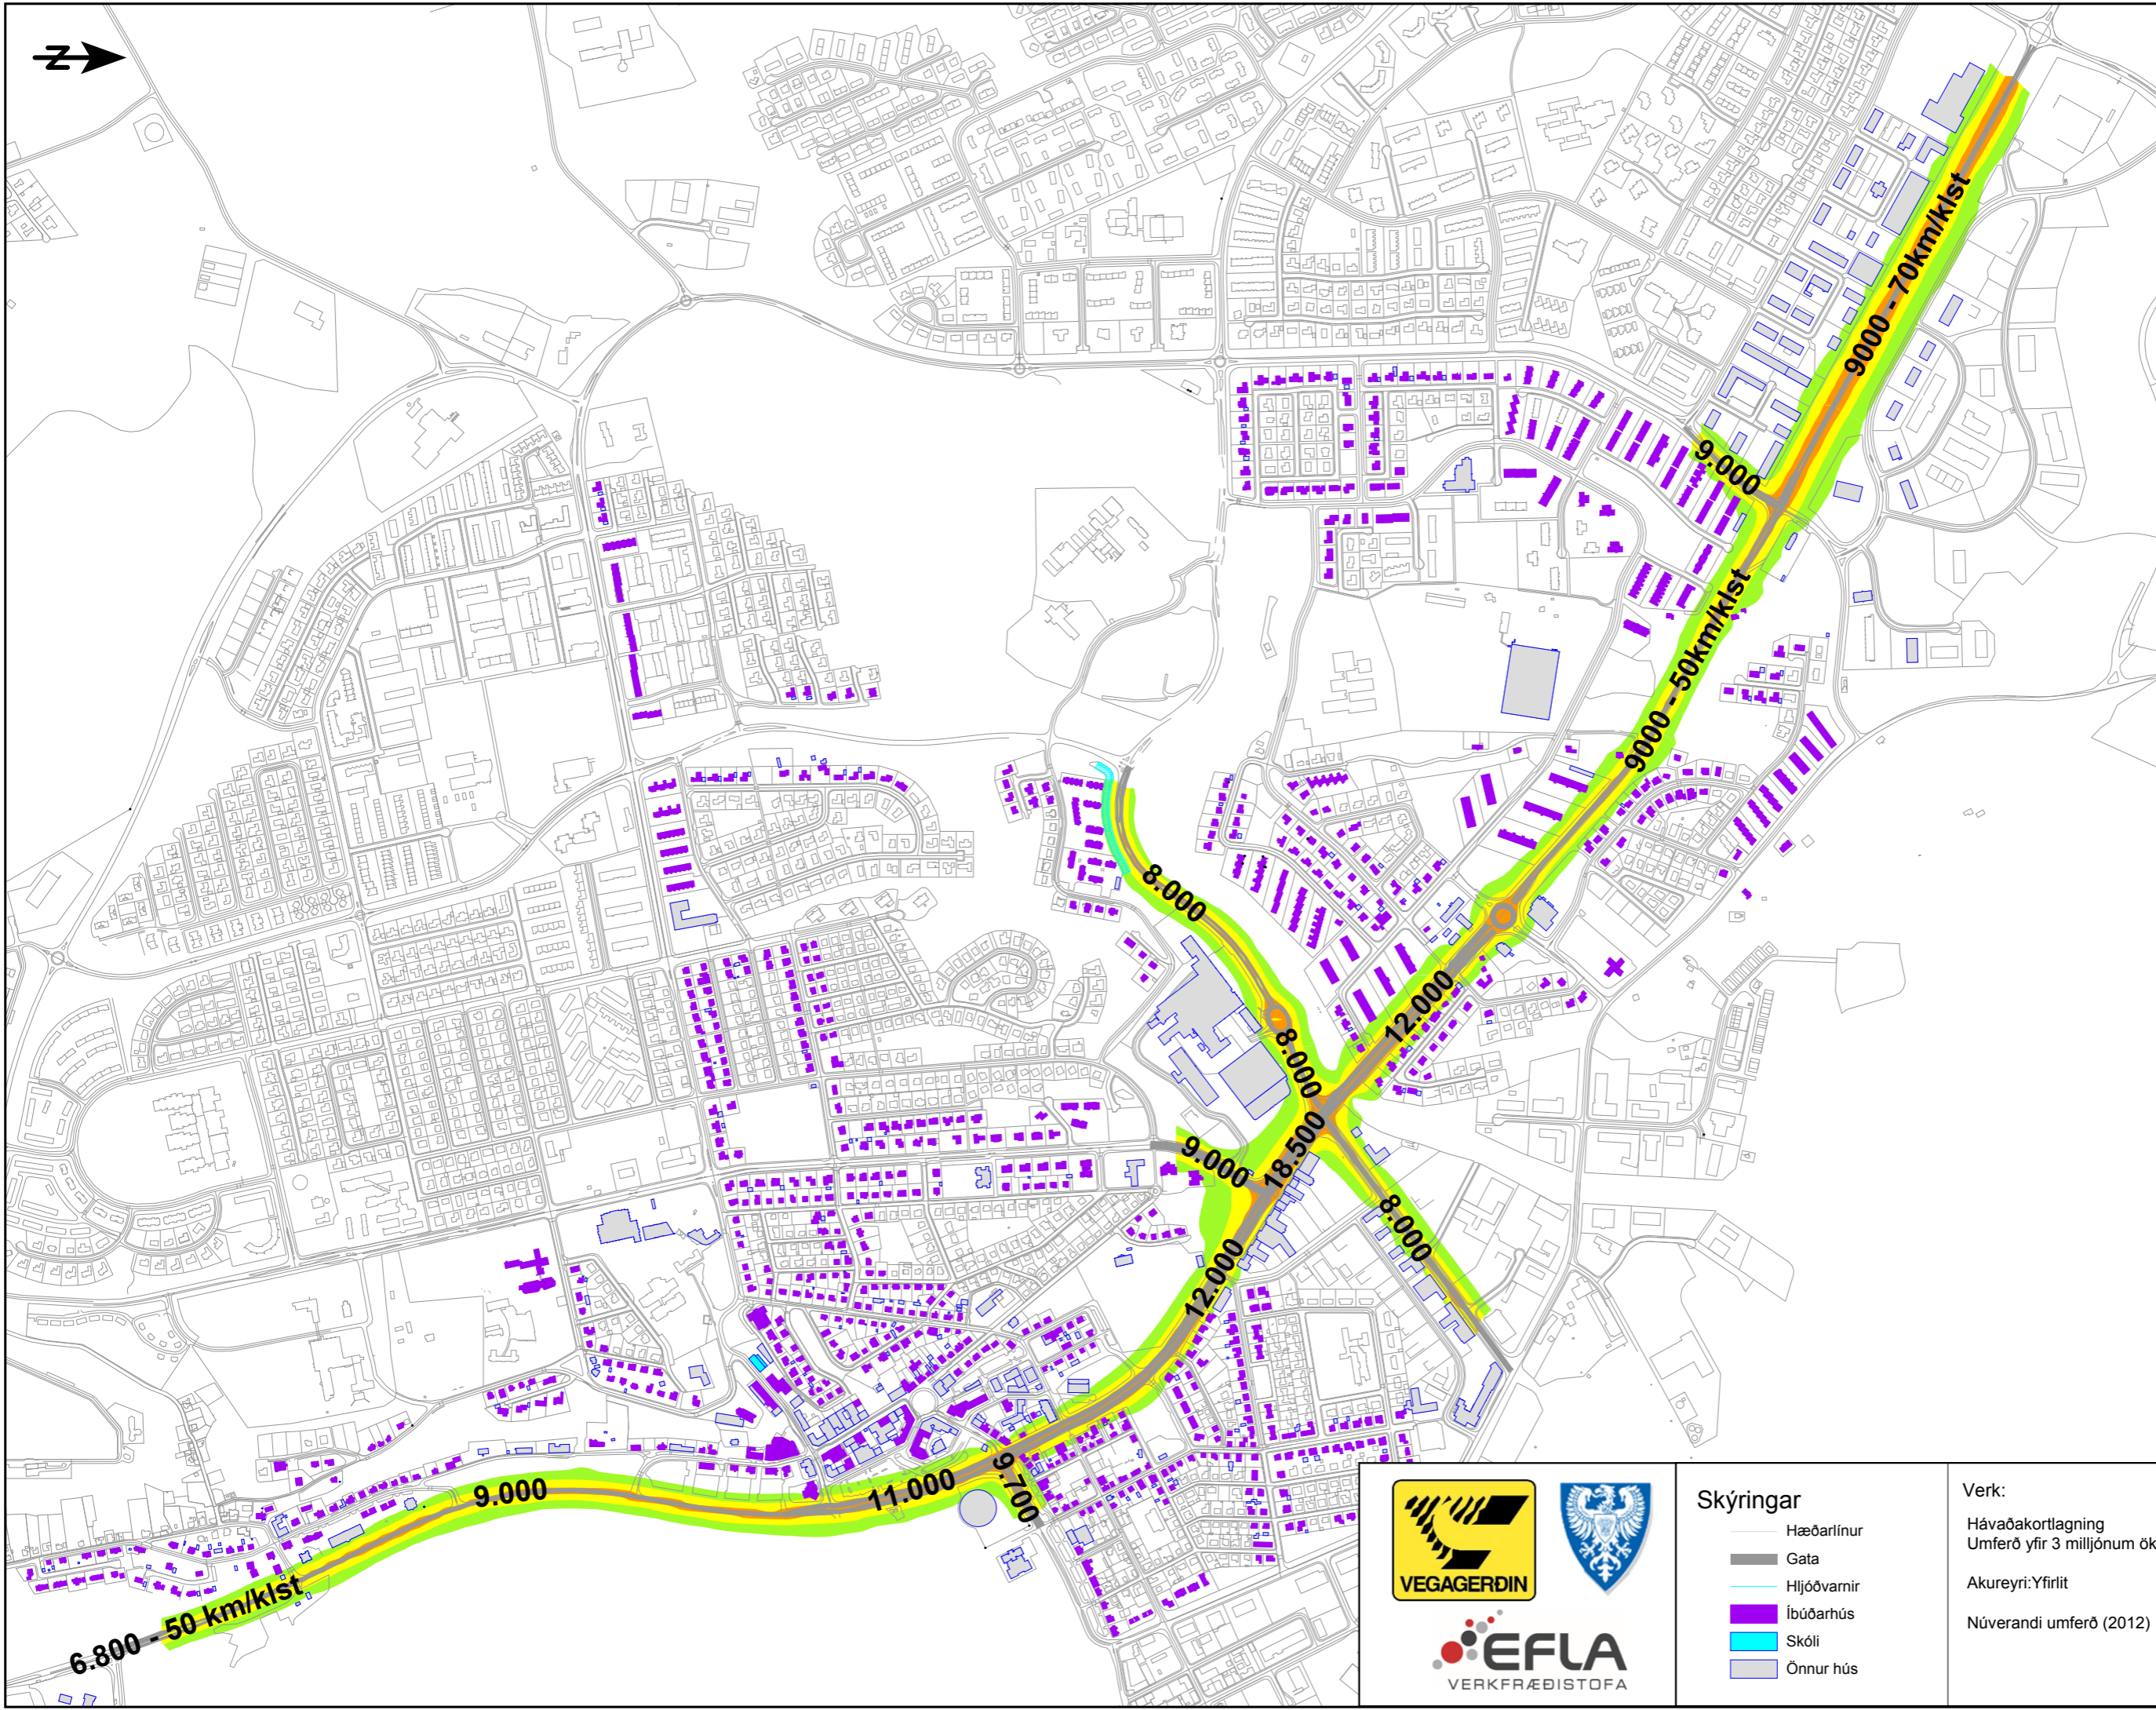 Z
9000 - 70km/klst
9.000
9000 - 50km/klst
8.000
12.000
8.000
18.500
9.000
8.000
12.000
9.000
11.000
9.700
6.800 - 50 km/klst
VEGAGERÐIN
EFLA
VERKFRÆÐISTOFA
Skýringar
Hæðarlínur
Gata
Hljóðvarnir
Íbúðarhús
Skóli
Önnur hús
Verk:
Hávaðakortlagning
Umferð yfir 3 milljónum ök
Akureyri:Yfirlit
Núverandi umferð (2012)